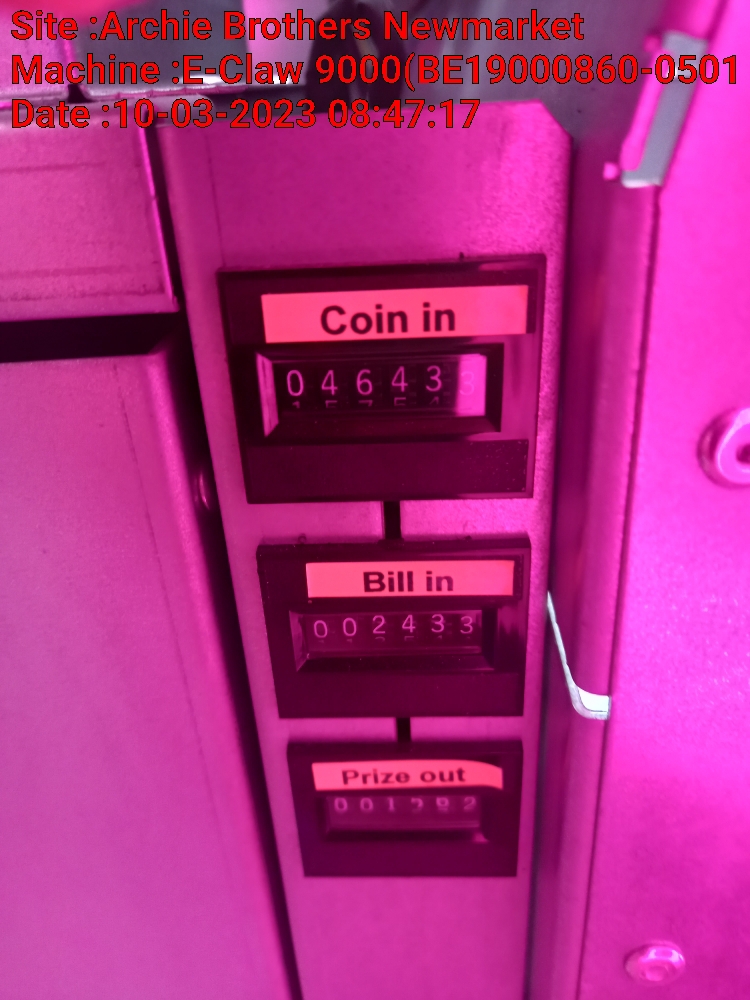 Site :Archie Brothers Newmarket
Machine :E-Claw 9000(BE19000860-0501
Date :10-03-2023 08:47:17
Coin in
046433
Bill in
002433
Prize out